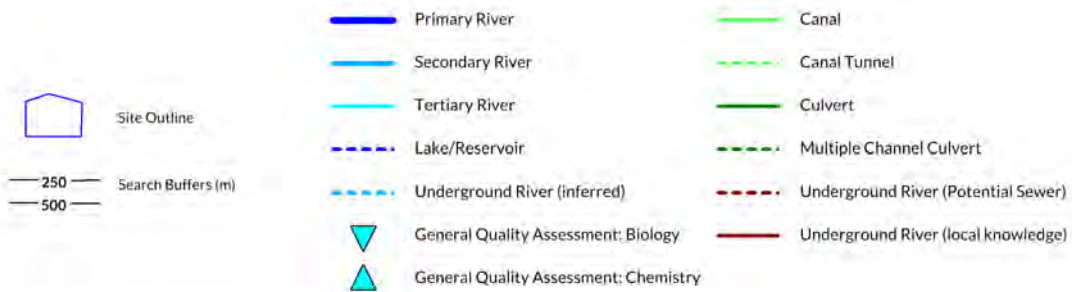 Site Outline
250
500
Search Buffers (m)
Primary River
Secondary River
Tertiary River
Lake/Reservoir
Underground River (inferred)
General Quality Assessment: Biology
General Quality Assessment: Chemistry
Canal
Canal Tunnel
Culvert
Multiple Channel Culvert
Underground River (Potential Sewer)
Underground River (local knowledge)